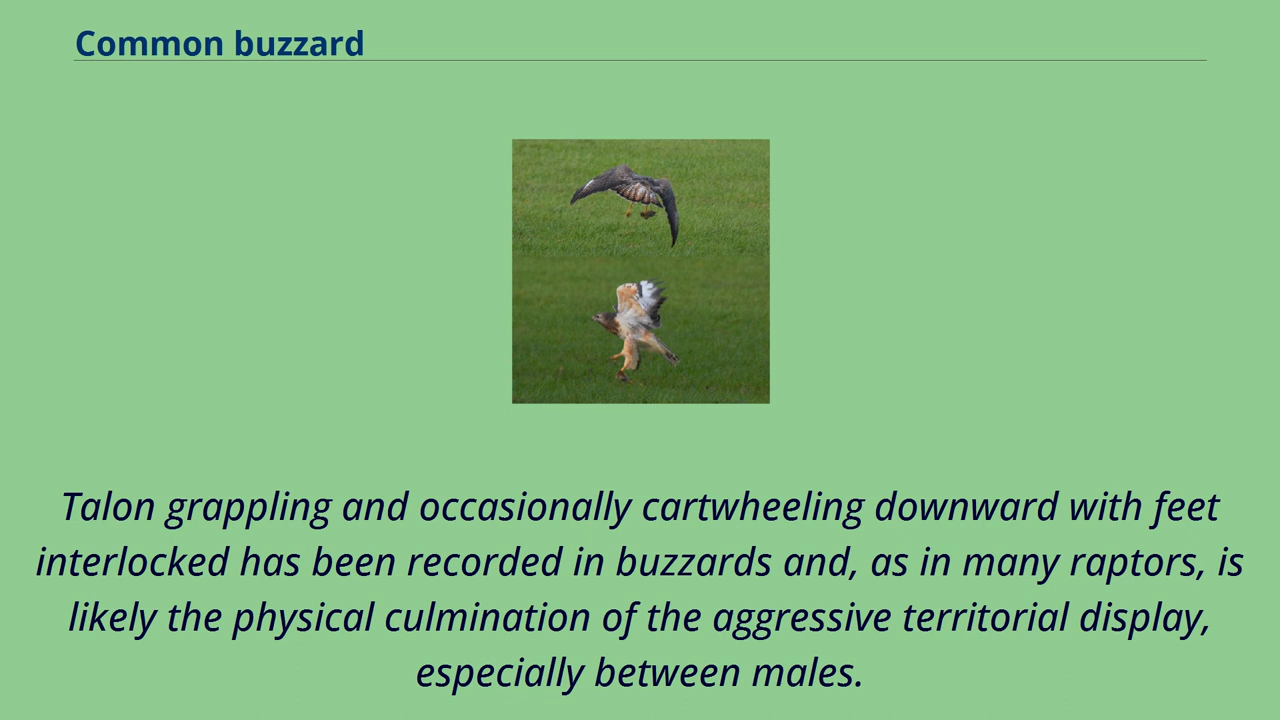 Common buzzard
Talon grappling and occasionally cartwheeling downward with feet
interlocked has been recorded in buzzards and, as in many raptors, is
likely the physical culmination of the aggressive territorial display,
especially between males.